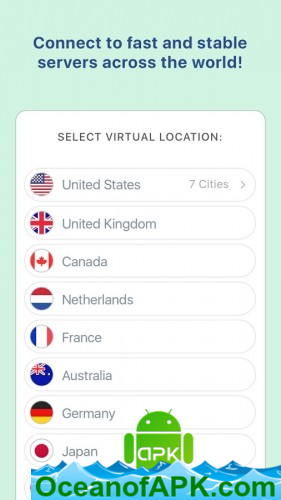 Connect to fast and stable
servers across the world!
SELECT VIRTUAL LOCATION:
United States 7 Cities >
United Kingdom
Canada
Netherlands
France
Australia
Germany
Japan
APK
OceanofAPK.com